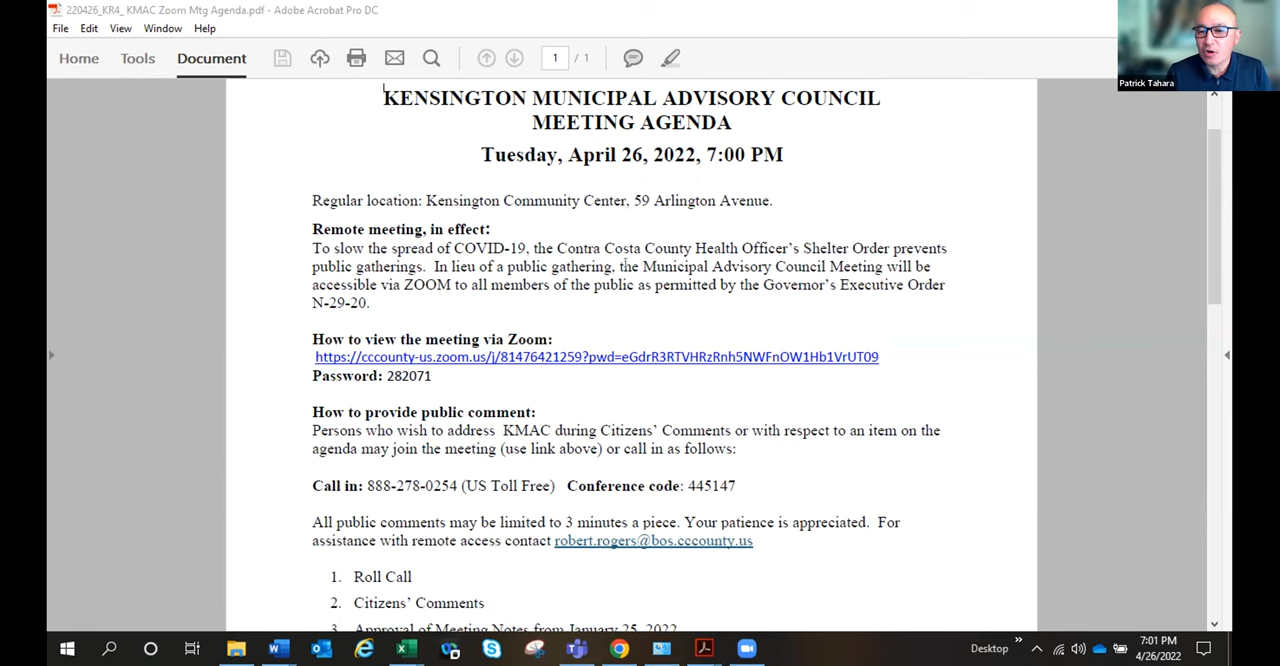 220426_KR4_ KMAC Zoom Mtg Agenda.pdf - Adobe Acrobat Pro DC
File Edit View Window Help
Home Tools Document 1 / 1
Patrick Tahara
KENSINGTON MUNICIPAL ADVISORY COUNCIL
MEETING AGENDA
Tuesday, April 26, 2022, 7:00 PM
Regular location: Kensington Community Center, 59 Arlington Avenue.
Remote meeting, in effect:
To slow the spread of COVID-19, the Contra Costa County Health Officer's Shelter Order prevents
public gatherings. In lieu of a public gathering, the Municipal Advisory Council Meeting will be
accessible via ZOOM to all members of the public as permitted by the Governor's Executive Order
N-29-20.
How to view the meeting via Zoom:
https://cccounty-us.zoom.us/j/81476421259?pwd=eGdrR3RTVHRzRnh5NWFnOW1Hb1VrUT09
Password: 282071
How to provide public comment:
Persons who wish to address KMAC during Citizens' Comments or with respect to an item on the
agenda may join the meeting (use link above) or call in as follows:
Call in: 888-278-0254 (US Toll Free) Conference code: 445147
All public comments may be limited to 3 minutes a piece. Your patience is appreciated. For
assistance with remote access contact robert.rogers@bos.cccounty.us
1. Roll Call
2. Citizens' Comments
3. Approval of Meeting Notes from January 25, 2022
Desktop
7:01 PM
4/26/2022